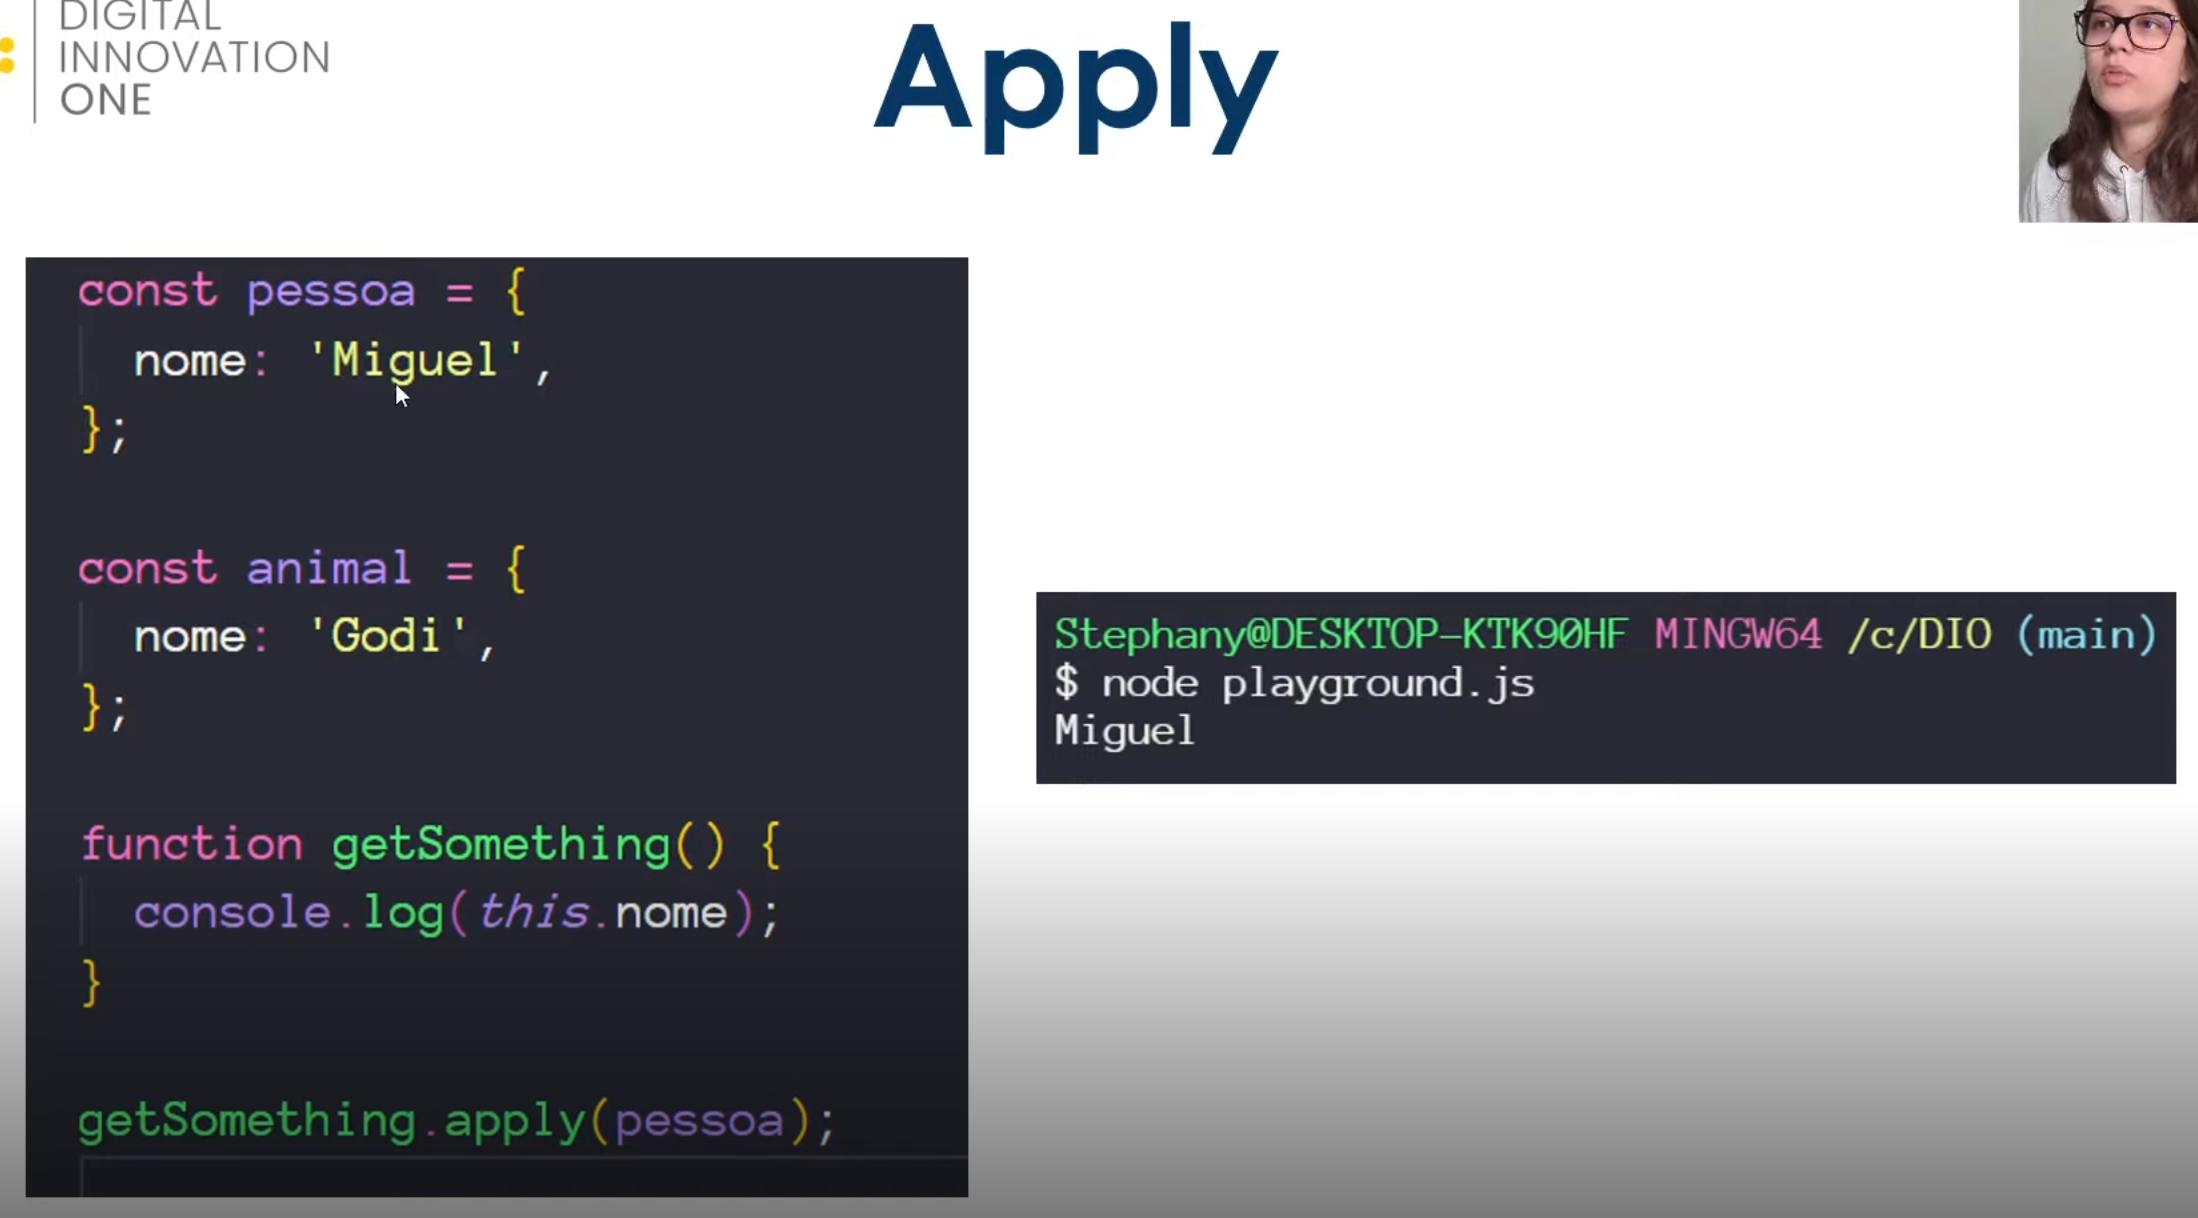 DIGITAL
INNOVATION
ONE
Apply
const pessoa = {
nome: 'Miguel',
};
const animal = {
nome: 'Godi',
};
function getSomething() {
console.log(this.nome);
}
getSomething.apply(pessoa);
Stephany@DESKTOP-KTK90HF MINGW64 /c/DIO (main)
$ node playground.js
Miguel